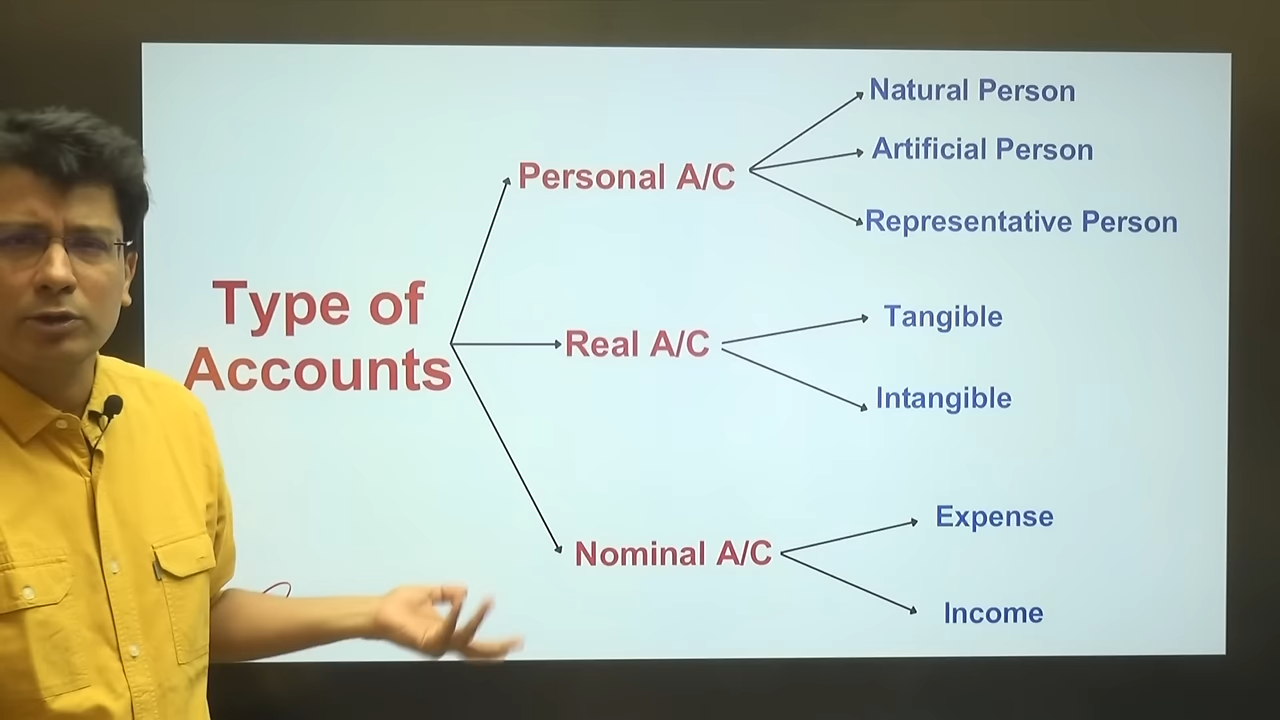 Type of
Accounts
Personal A/C
Natural Person
Artificial Person
Representative Person
Real A/C
Tangible
Intangible
Nominal A/C
Expense
Income